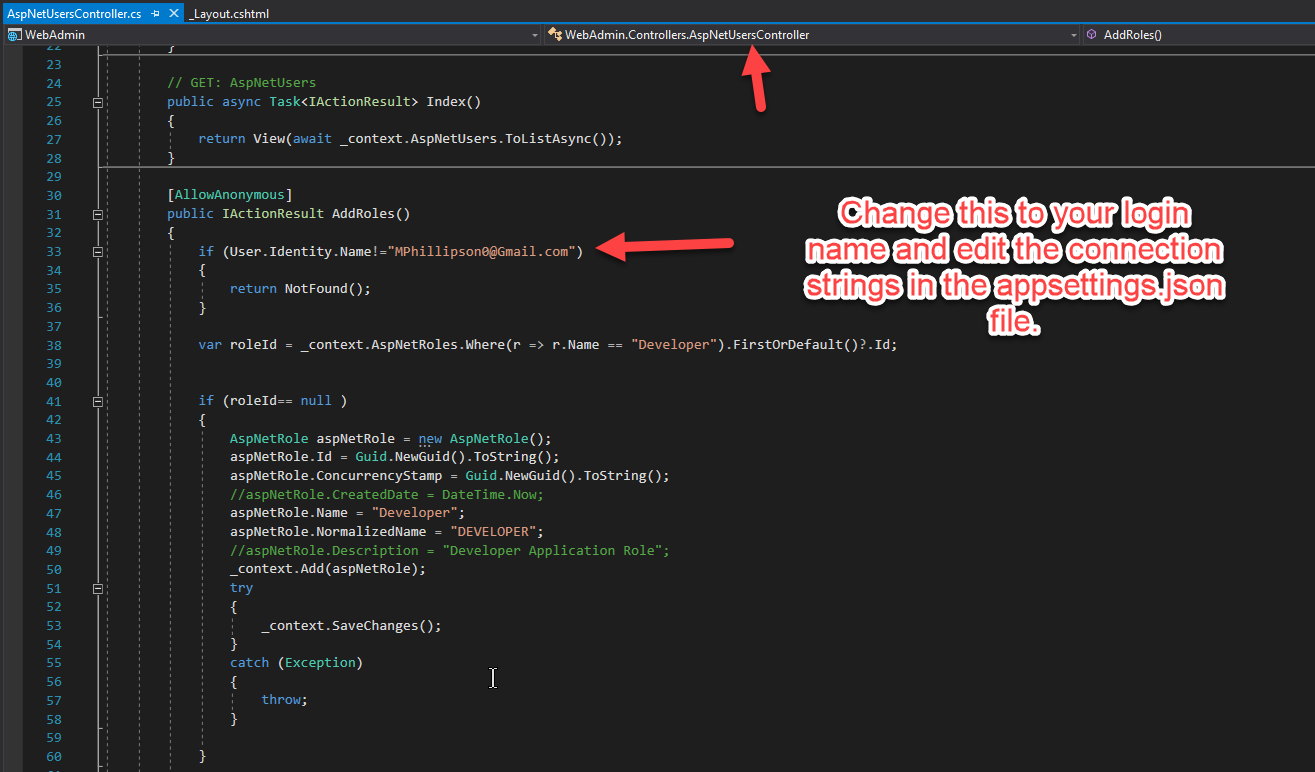 AspNetUsersController.cs _Layout.cshtml
WebAdmin WebAdmin.Controllers.AspNetUsersController AddRoles()
22 }
23
24 // GET: AspNetUsers
25 public async Task<IActionResult> Index()
26 {
27 return View(await _context.AspNetUsers.ToListAsync());
28 }
29
30 [AllowAnonymous]
31 public IActionResult AddRoles()
32 {
33 if (User.Identity.Name!="MPhillipson0@Gmail.com")
34 {
35 return NotFound();
36 }
37
38 var roleId = _context.AspNetRoles.Where(r => r.Name == "Developer").FirstOrDefault()?.Id;
39
40
41 if (roleId== null )
42 {
43 AspNetRole aspNetRole = new AspNetRole();
44 aspNetRole.Id = Guid.NewGuid().ToString();
45 aspNetRole.ConcurrencyStamp = Guid.NewGuid().ToString();
46 //aspNetRole.CreatedDate = DateTime.Now;
47 aspNetRole.Name = "Developer";
48 aspNetRole.NormalizedName = "DEVELOPER";
49 //aspNetRole.Description = "Developer Application Role";
50 _context.Add(aspNetRole);
51 try
52 {
53 _context.SaveChanges();
54 }
55 catch (Exception)
56 {
57 throw;
58 }
59
60 }
Change this to your login
name and edit the connection
strings in the appsettings.json
file.